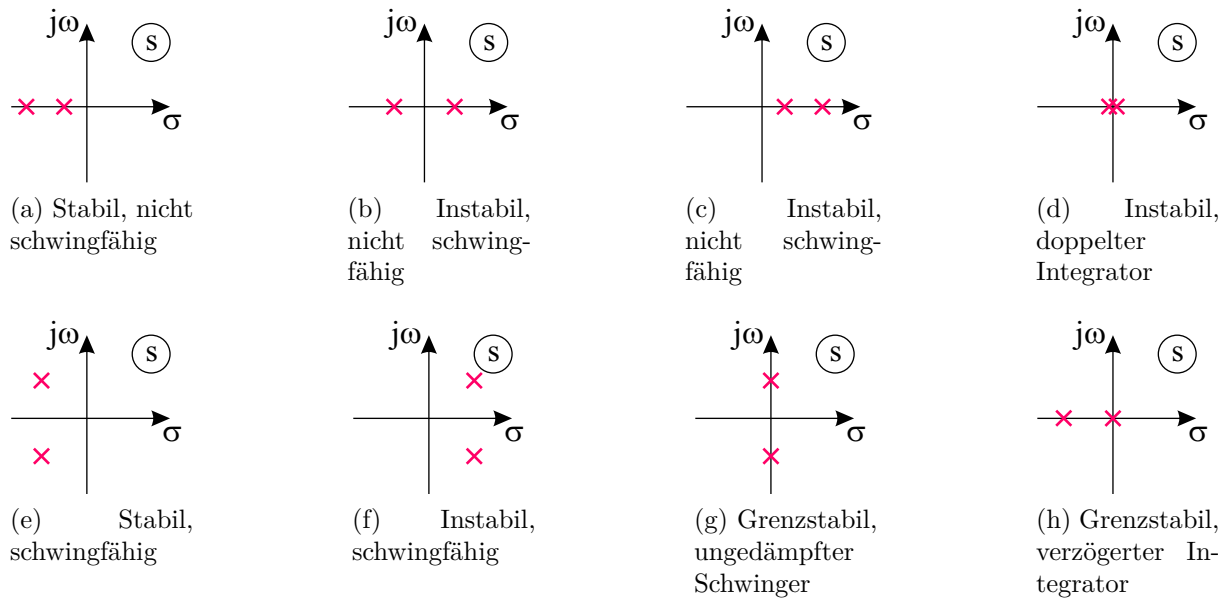 jω s
σ
(a) Stabil, nicht
schwingfähig
jω s
σ
(b) Instabil,
nicht schwing-
fähig
jω s
σ
(c) Instabil,
nicht schwing-
fähig
jω s
σ
(d) Instabil,
doppelter
Integrator
jω s
σ
(e) Stabil,
schwingfähig
jω s
σ
(f) Instabil,
schwingfähig
jω s
σ
(g) Grenzstabil,
ungedämpfter
Schwinger
jω s
σ
(h) Grenzstabil,
verzögerter In-
tegrator